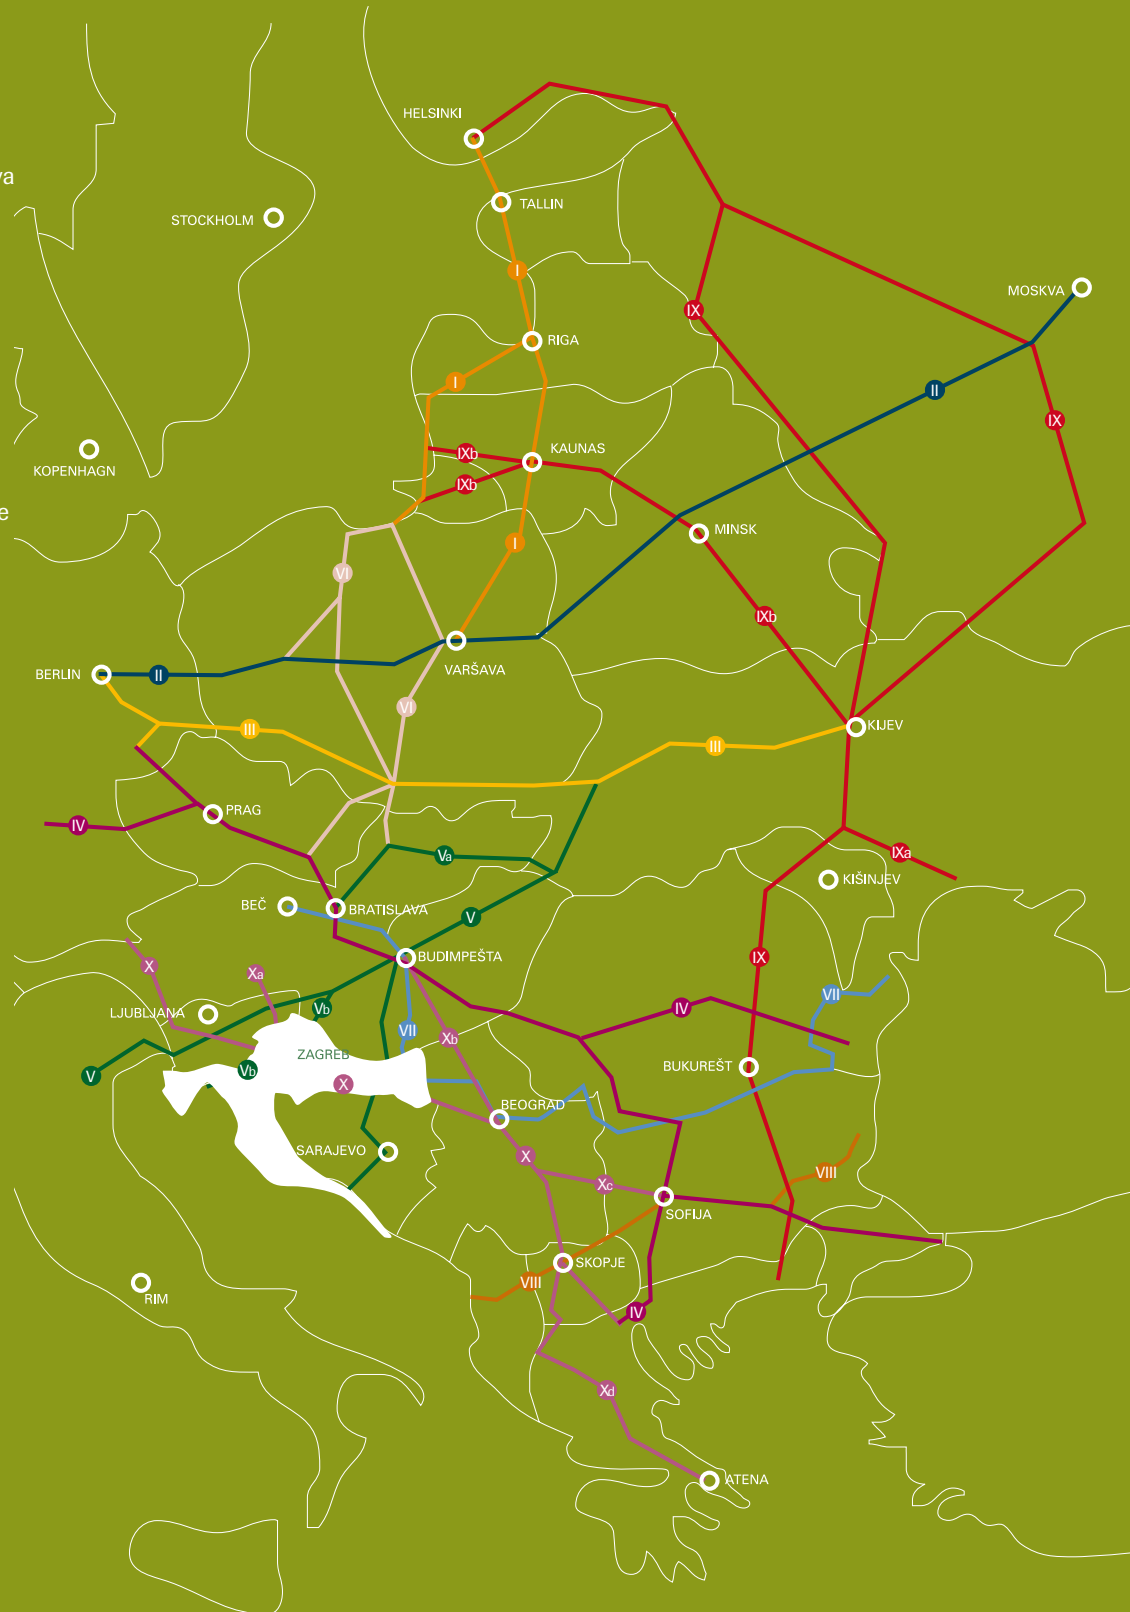 HELSINKI
va
TALLIN
STOCKHOLM
I
MOSKVA
IX
RIGA
I
II
IX
KAUNAS
IXb
KOPENHAGN
IXb
e
MINSK
I
VI
IXb
VARŠAVA
BERLIN
II
VI
KIJEV
III
III
PRAG
IV
Va
IXa
KIŠINJEV
BEČ
BRATISLAVA
V
BUDIMPEŠTA
IX
X
Xa
VII
Vb
IV
LJUBLJANA
VII
Xb
ZAGREB
BUKUREŠT
Vb
V
X
BEOGRAD
SARAJEVO
X
VIII
Xc
SOFIJA
SKOPJE
VIII
RIM
IV
Xd
ATENA